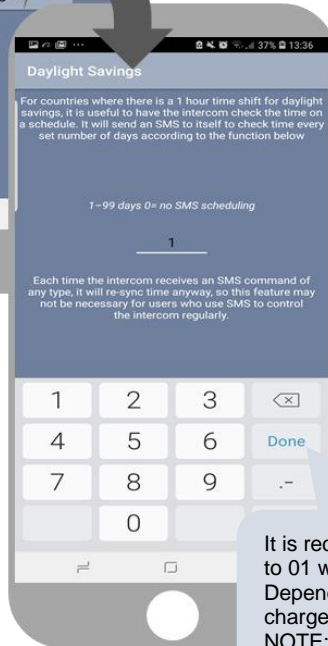 37% 13:36
Daylight Savings
For countries where there is a 1 hour time shift for daylight
savings, it is useful to have the intercom check the time on
a schedule. It will send an SMS to itself to check time every
set number of days according to the function below
1-99 days 0= no SMS scheduling
1
Each time the intercom receives an SMS command of
any type, it will re-sync time anyway, so this feature may
not be necessary for users who use SMS to control
the intercom regularly.
1 2 3
4 5 6 Done
7 8 9 .-
0
It is
to 01
charge
NOTE: